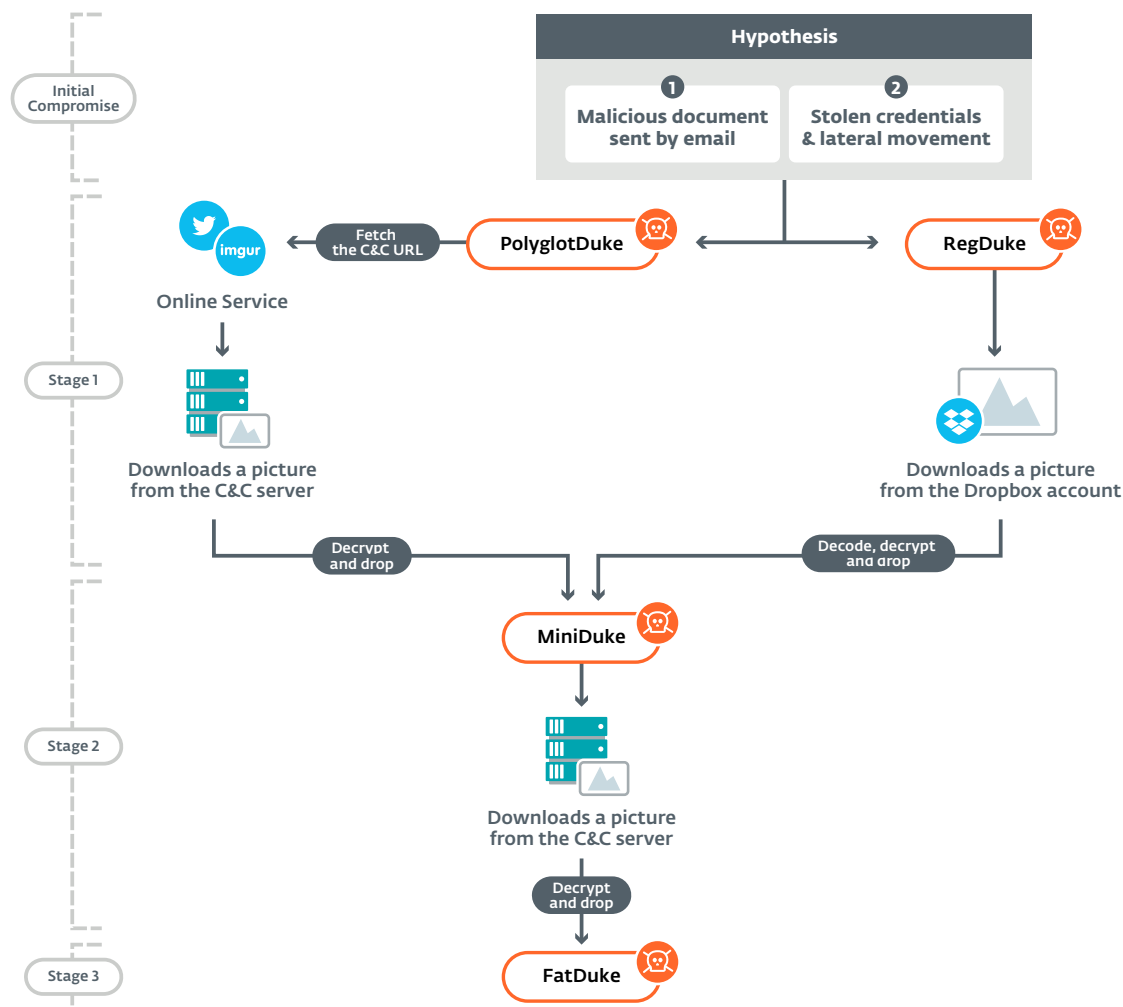 Hypothesis
Initial
Compromise
1
Malicious document
sent by email
2
Stolen credentials
& lateral movement
imgur
Fetch
the C&C URL
PolyglotDuke
RegDuke
Online Service
Stage 1
Downloads a picture
from the C&C server
Downloads a picture
from the Dropbox account
Decrypt
and drop
Decode, decrypt
and drop
MiniDuke
Stage 2
Downloads a picture
from the C&C server
Decrypt
and drop
Stage 3
FatDuke